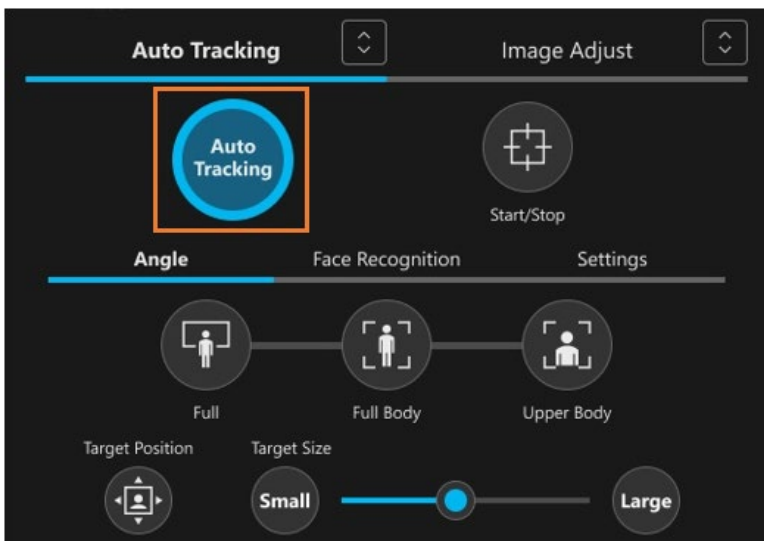 Auto Tracking
Image Adjust
Auto
Tracking
Start/Stop
Angle
Face Recognition
Settings
Full
Full Body
Upper Body
Target Position
Target Size
Small
Large